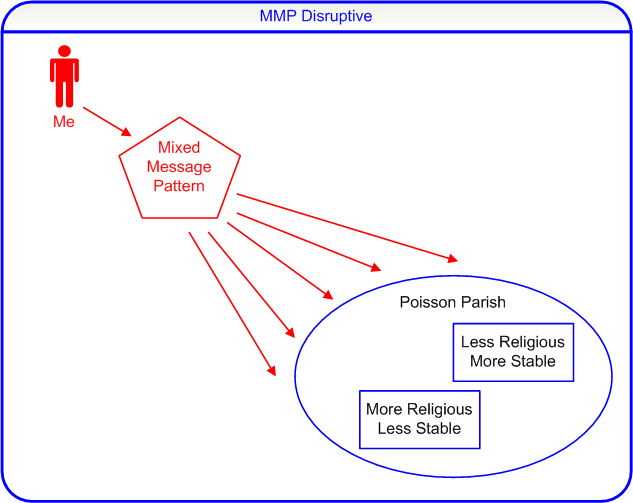 MMP Disruptive
Me
Mixed
Message
Pattern
Poisson Parish
Less Religious
More Stable
More Religious
Less Stable